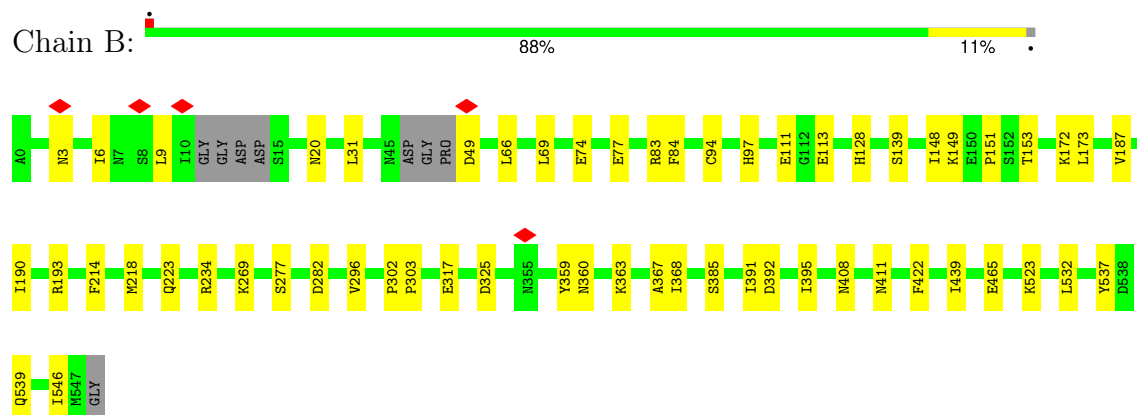 Chain B:
88% 11%
A0 N3 I6 N7 S8 L9 I10 GLY GLY ASP ASP S15 N20 L31 N45 ASP GLY PRO D49 L66 L69 E74 E77 R83 F84 C94 H97 E111 G112 E113 H128 S139 I148 K149 E150 P151 S152 T153 K172 L173 V187
I190 R193 F214 M218 Q223 R234 K269 S277 D282 V296 P302 P303 E317 D325 N355 Y359 N360 K363 A367 I368 S385 I391 D392 I395 N408 N411 F422 I439 E465 K523 L532 Y537 D538
Q539 I546 M547 GLY